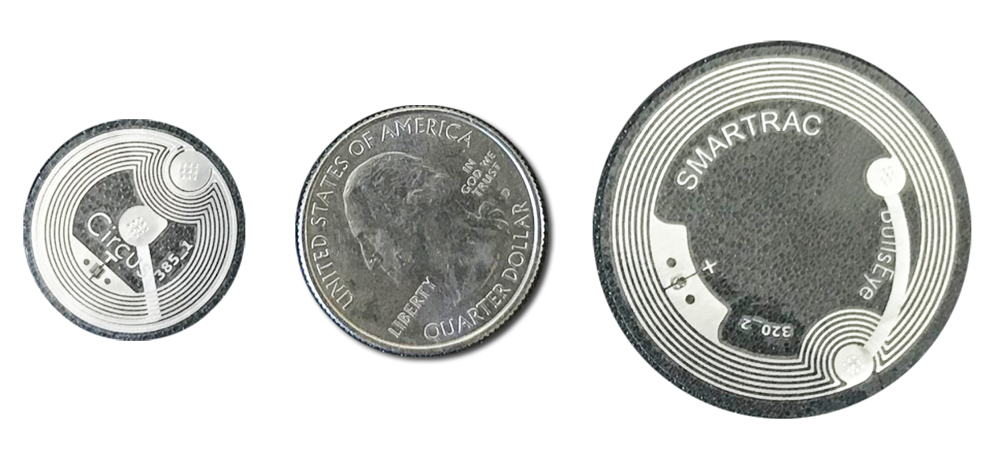 Circus
385_1
UNITED STATES OF AMERICA
IN
GOD WE
TRUST
D
LIBERTY
QUARTER DOLLAR
SMARTRAC
BullsEye
320_2